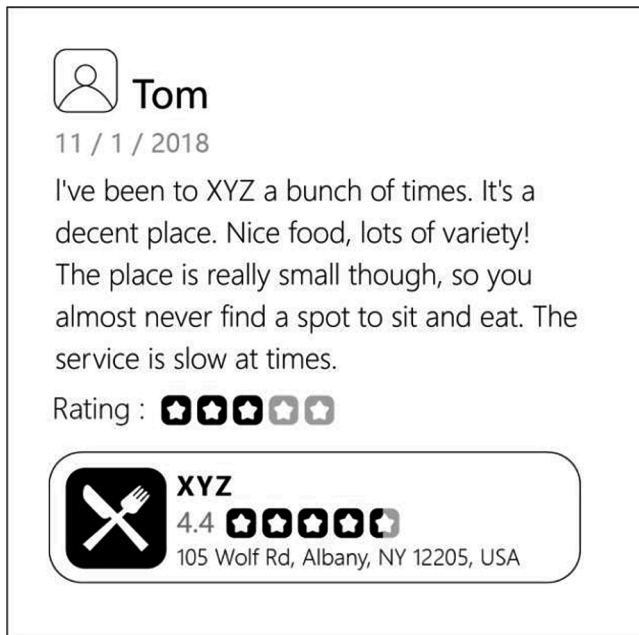 Tom
11 / 1 / 2018
I've been to XYZ a bunch of times. It's a
decent place. Nice food, lots of variety!
The place is really small though, so you
almost never find a spot to sit and eat. The
service is slow at times.
Rating :
XYZ
4.4
105 Wolf Rd, Albany, NY 12205, USA